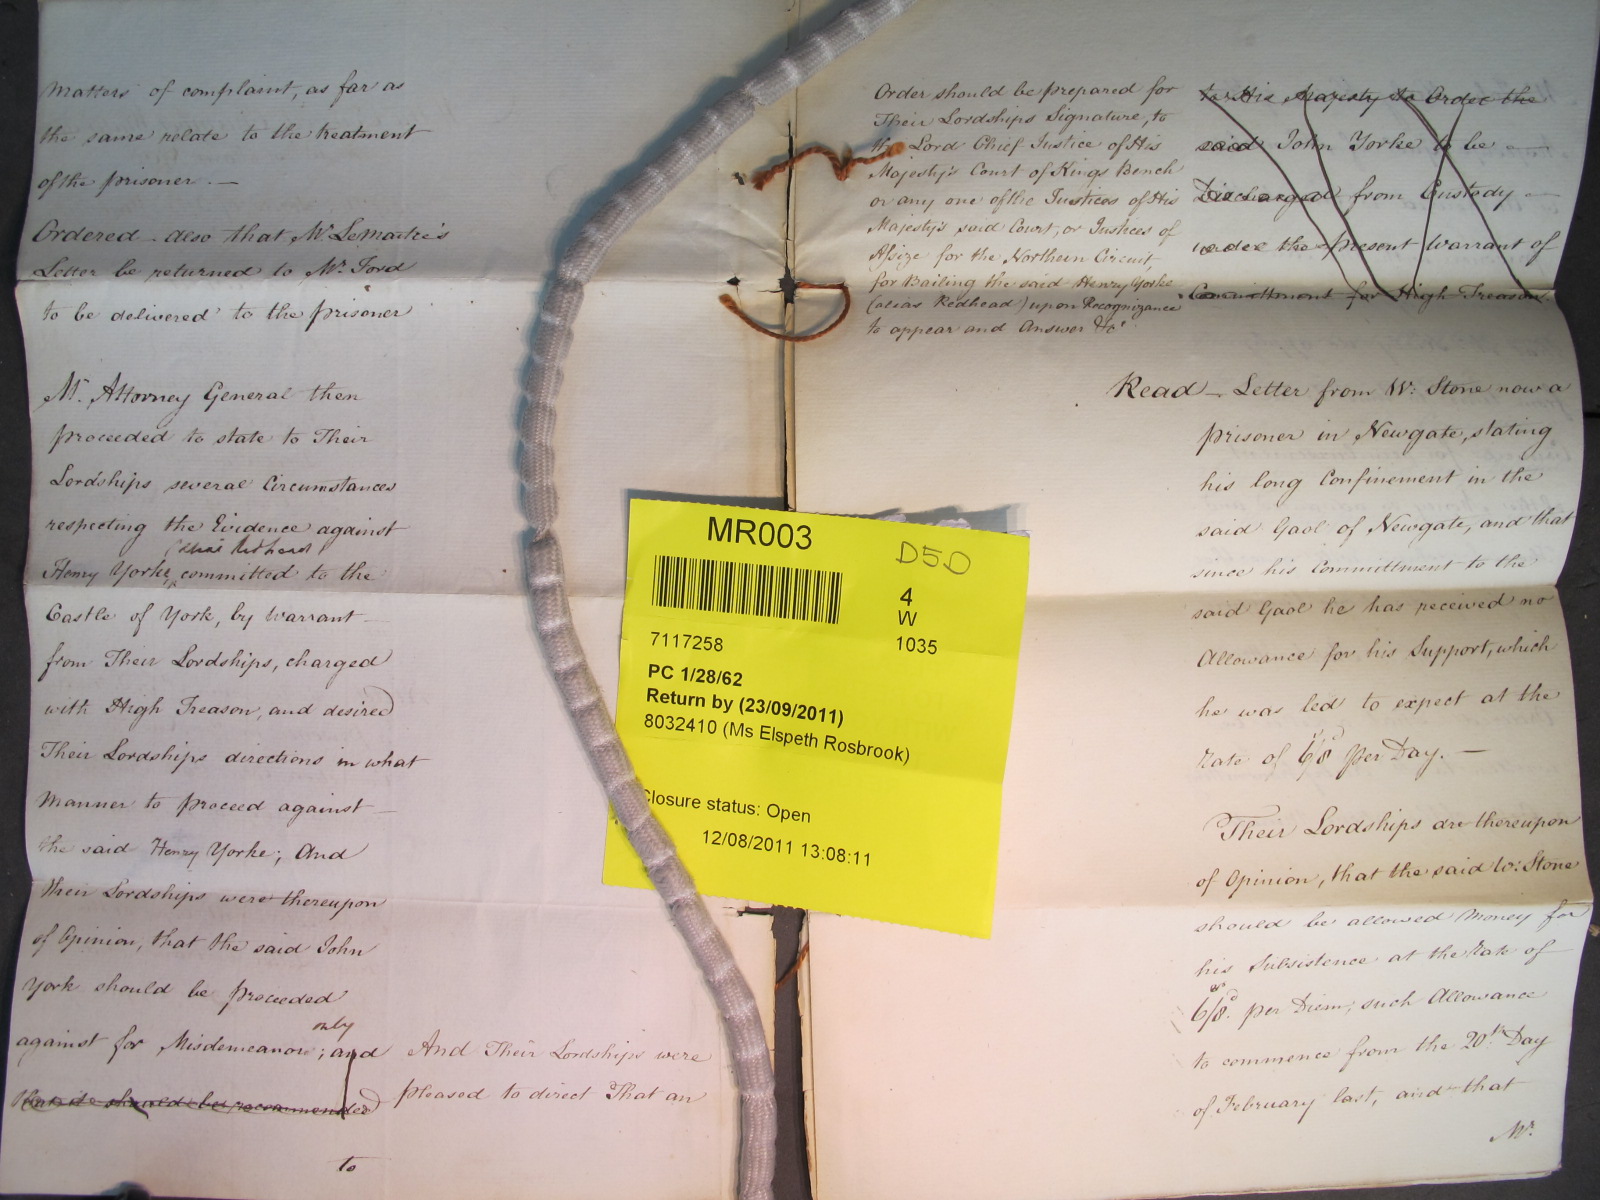 Matters of complaint, as far as
the same relate to the treatment
of the prisoner. —
Ordered also that Mr. LeMaitre's
Letter be returned to Mr. Ford
to be delivered to the prisoner
Mr. Attorney General then
proceeded to state to Their
Lordships several Circumstances
respecting the Evidence against
(alias Redhead)
Henry Yorke, committed to the
Castle of York, by Warrant
from Their Lordships, charged
with High Treason, and desired
Their Lordships directions in what
Manner to proceed against
the said Henry Yorke; And
their Lordships were thereupon
of Opinion, that the said John
York should be proceeded
only
against for Misdemeanor; and
should be recommended
to
And Their Lordships were
pleased to direct That an
Order should be prepared for
Their Lordships Signature, to
the Lord Chief Justice of His
Majesty's Court of Kings Bench
or any one of the Justices of His
Majesty's said Court, or Justices of
Assize for the Northern Circuit,
for Bailing the said Henry Yorke
(alias Redhead) upon Recognizance
to appear and Answer &c.
to His Majesty to Order the
said John Yorke to be
Discharged from Custody
under the present Warrant of
Committment for High Treason.
Read — Letter from Wm. Stone now a
prisoner in Newgate, stating
his long Confinement in the
said Gaol of Newgate, and that
since his Committment to the
said Gaol he has received no
Allowance for his Support, which
he was led to expect at the
Rate of 6s/8d per Day. —
Their Lordships are thereupon
of Opinion, that the said Wm. Stone
should be allowed Money for
his Subsistence at the Rate of
6s/8d. per Diem, such Allowance
to commence from the 20th. Day
of February last, and that
Mr.
MR003
D5D
4
W
7117258
1035
PC 1/28/62
Return by (23/09/2011)
8032410 (Ms Elspeth Rosbrook)
Closure status: Open
12/08/2011 13:08:11